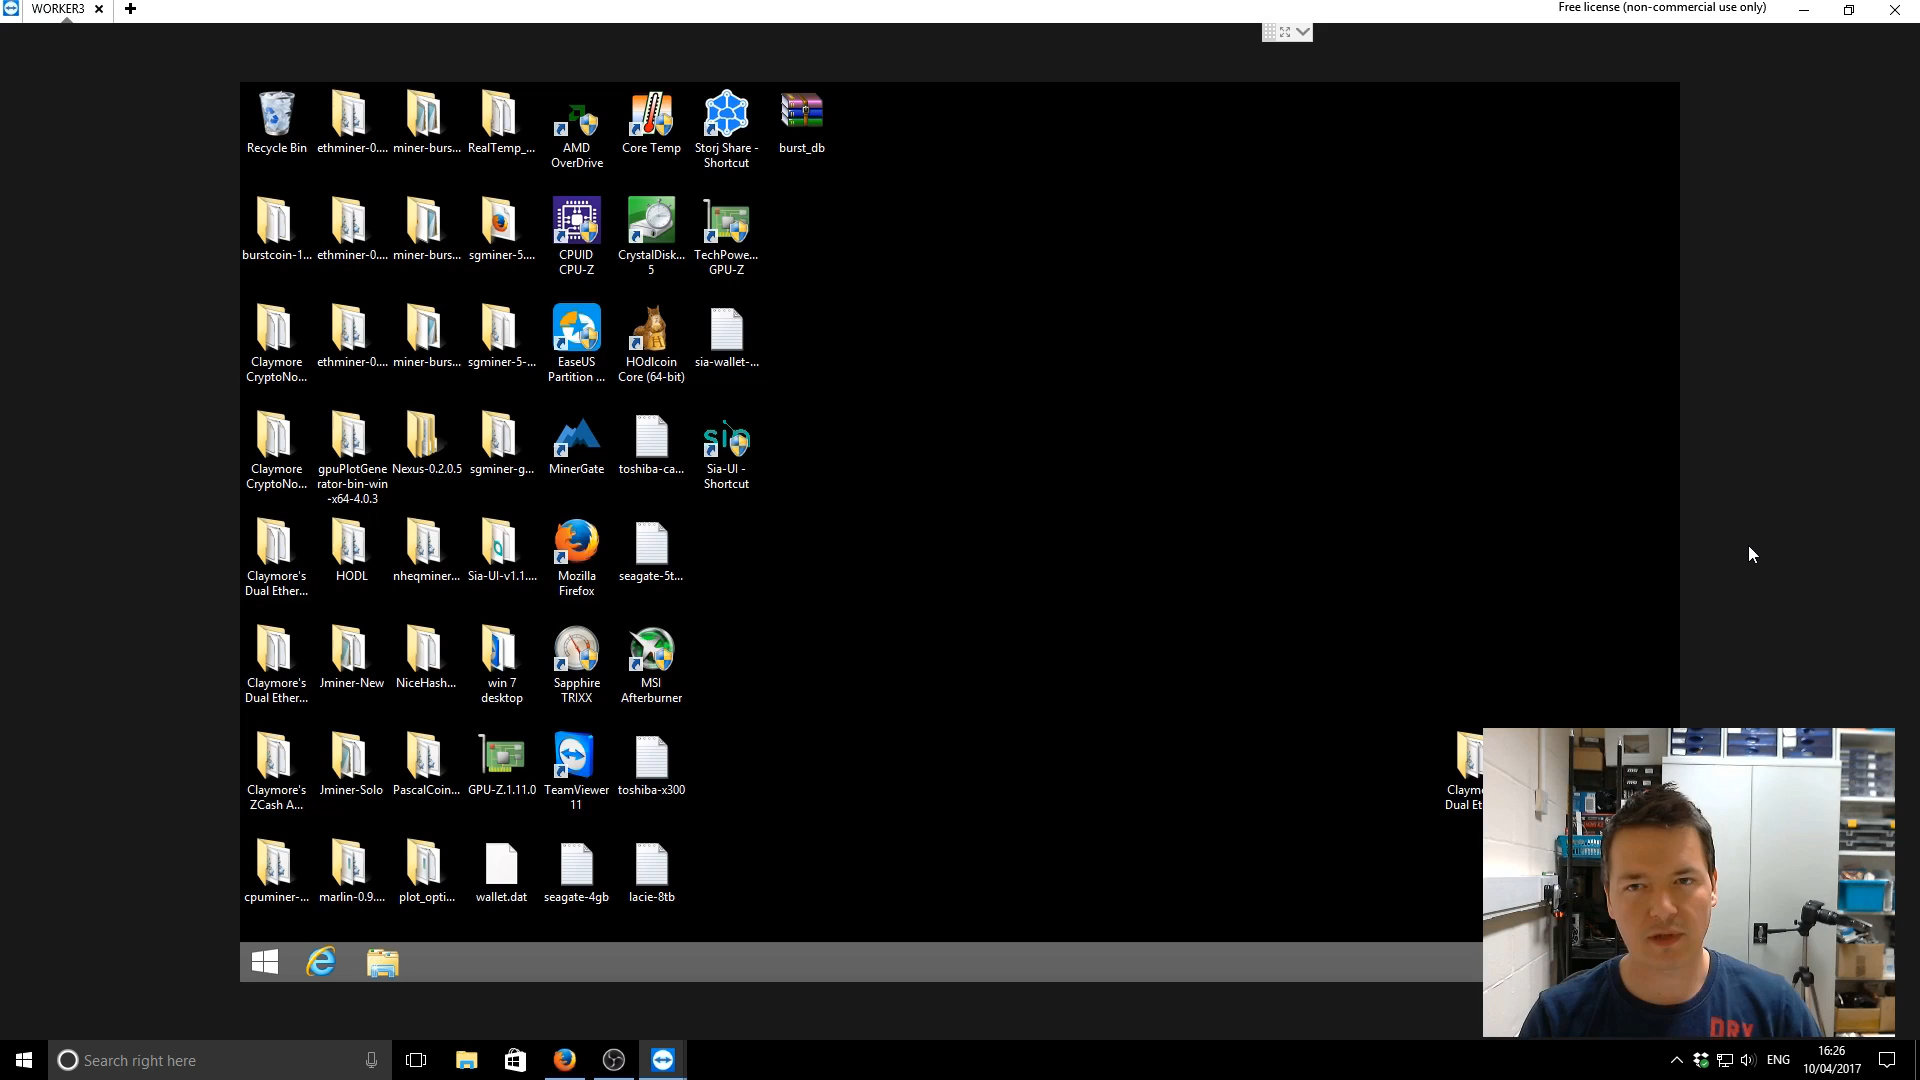 WORKER3
Free license (non-commercial use only)
Recycle Bin
ethminer-0....
miner-burs...
RealTemp_...
AMD
OverDrive
Core Temp
Storj Share -
Shortcut
burst_db
burstcoin-1...
ethminer-0....
miner-burs...
sgminer-5....
CPUID
CPU-Z
CrystalDisk...
5
TechPowe...
GPU-Z
Claymore
CryptoNo...
ethminer-0....
miner-burs...
sgminer-5-...
EaseUS
Partition ...
HOdlcoin
Core (64-bit)
sia-wallet-...
Claymore
CryptoNo...
gpuPlotGene
rator-bin-win
-x64-4.0.3
Nexus-0.2.0.5
sgminer-g...
MinerGate
toshiba-ca...
sia
Sia-UI -
Shortcut
Claymore's
Dual Ether...
HODL
nheqminer...
Sia-UI-v1.1....
Mozilla
Firefox
seagate-5t...
Claymore's
Dual Ether...
Jminer-New
NiceHash...
win 7
desktop
Sapphire
TRIXX
MSI
Afterburner
Claymore's
ZCash A...
Jminer-Solo
PascalCoin...
GPU-Z.1.11.0
TeamViewer
11
toshiba-x300
Claymo
Dual Et
cpuminer-...
marlin-0.9....
plot_opti...
wallet.dat
seagate-4gb
lacie-8tb
DRY
Search right here
ENG
16:26
10/04/2017